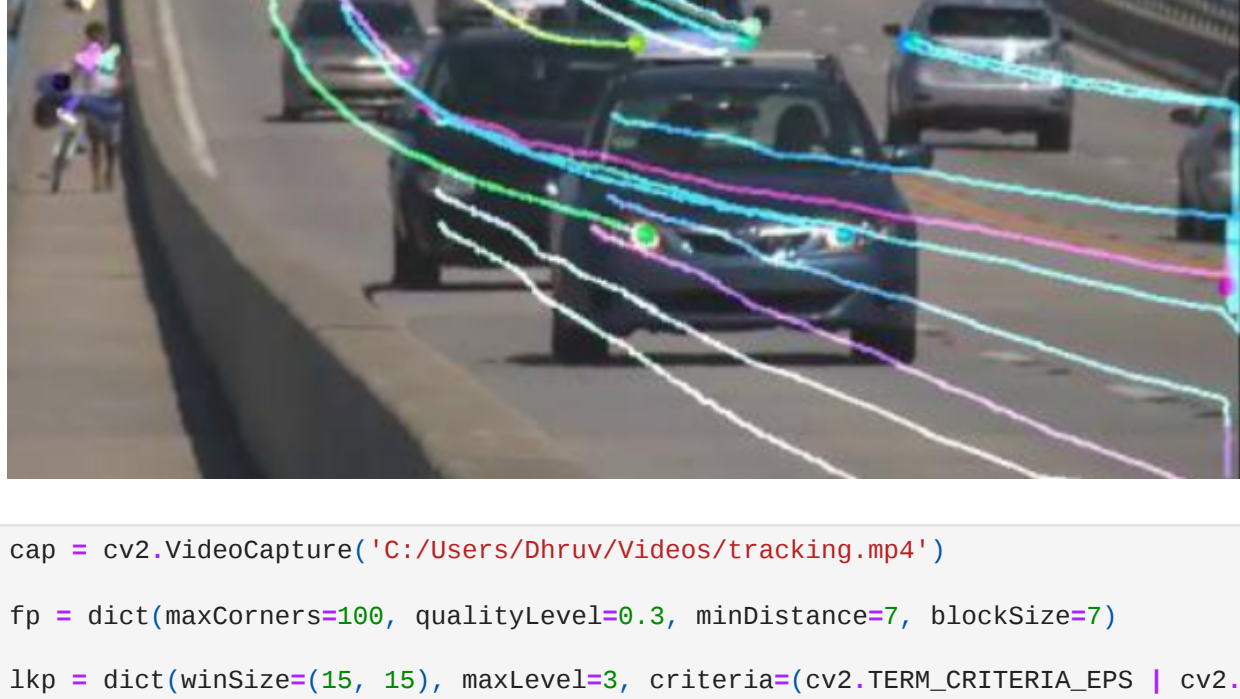 cap = cv2.VideoCapture('C:/Users/Dhruv/Videos/tracking.mp4')
fp = dict(maxCorners=100, qualityLevel=0.3, minDistance=7, blockSize=7)
lkp = dict(winSize=(15, 15), maxLevel=3, criteria=(cv2.TERM_CRITERIA_EPS | cv2.